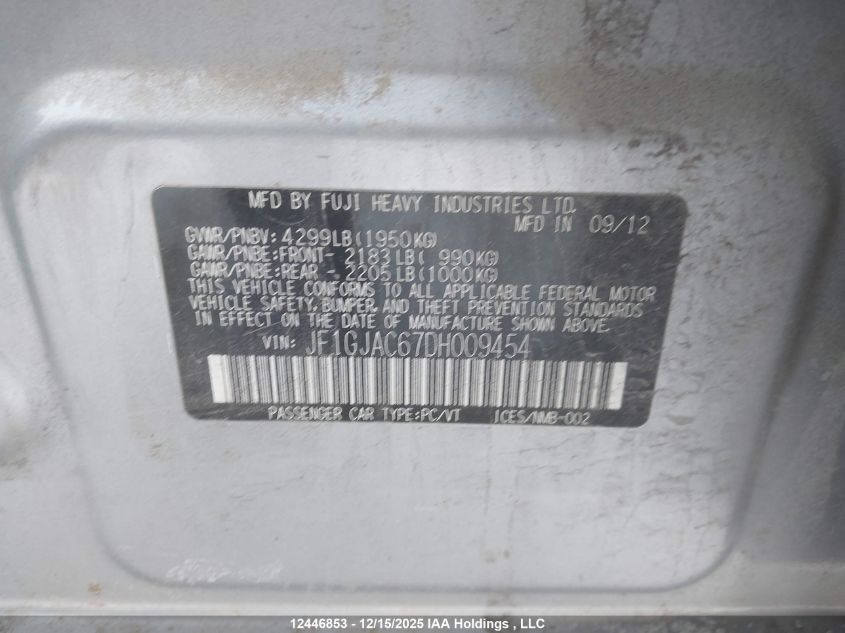 MFD BY FUJI HEAVY INDUSTRIES LTD.
MFD IN 09/12
GVWR/PNBV: 4299LB(1950KG)
GAWR/PNBE:FRONT- 2183LB( 990KG)
GAWR/PNBE:REAR - 2205LB(1000KG)
THIS VEHICLE CONFORMS TO ALL APPLICABLE FEDERAL MOTOR
VEHICLE SAFETY, BUMPER, AND THEFT PREVENTION STANDARDS
IN EFFECT ON THE DATE OF MANUFACTURE SHOWN ABOVE.
VIN: JF1GJAC67DH009454
PASSENGER CAR TYPE:PC/VT ICES/NMB-002
12446853 - 12/15/2025 IAA Holdings , LLC